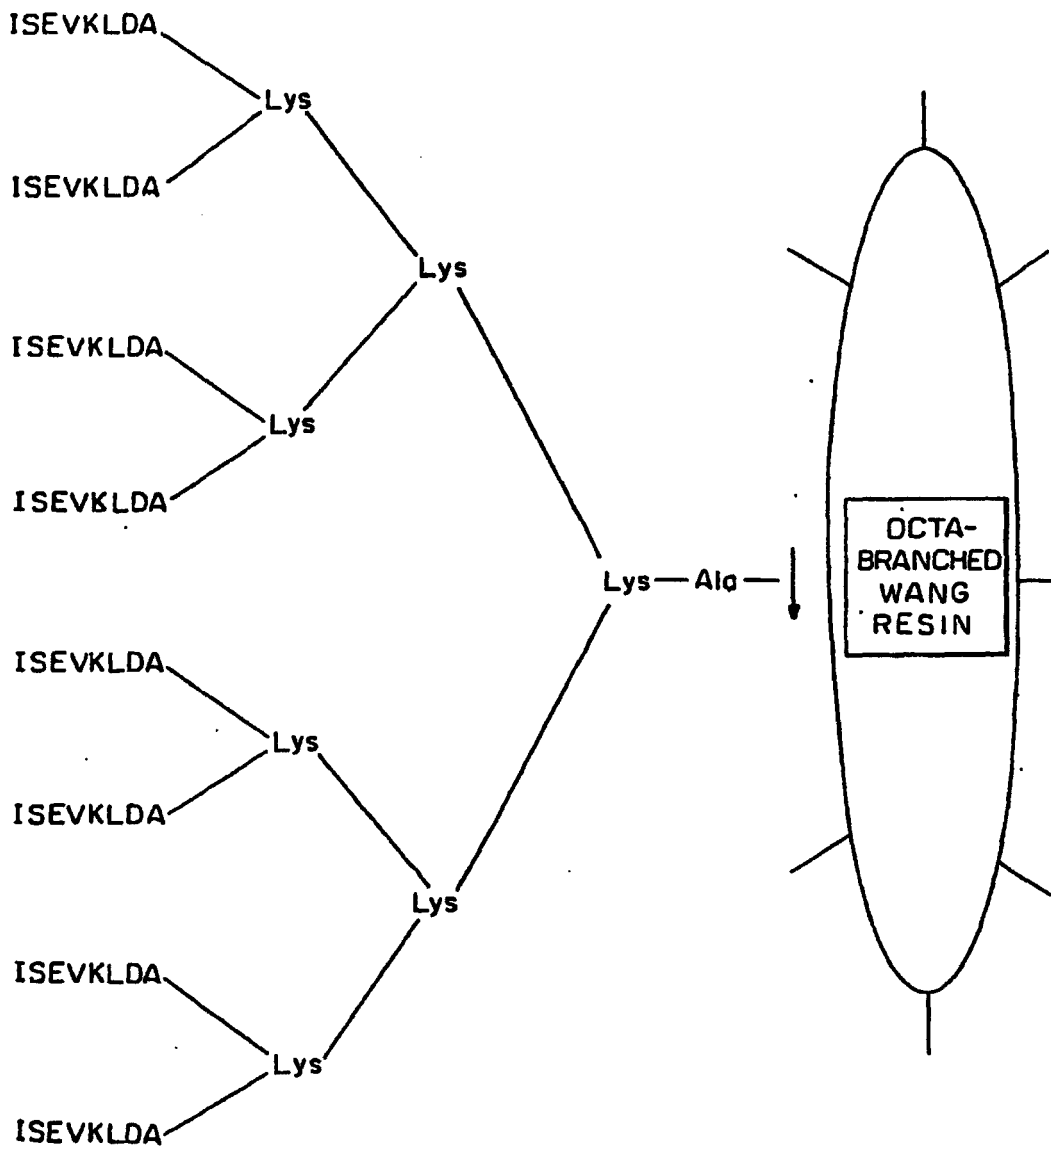 ISEVKLDA
Lys
ISEVKLDA
Lys
ISEVKLDA
Lys
ISEVKLDA
Lys—Ala—
ISEVKLDA
Lys
ISEVKLDA
Lys
ISEVKLDA
Lys
ISEVKLDA
OCTA-
BRANCHED
WANG
RESIN